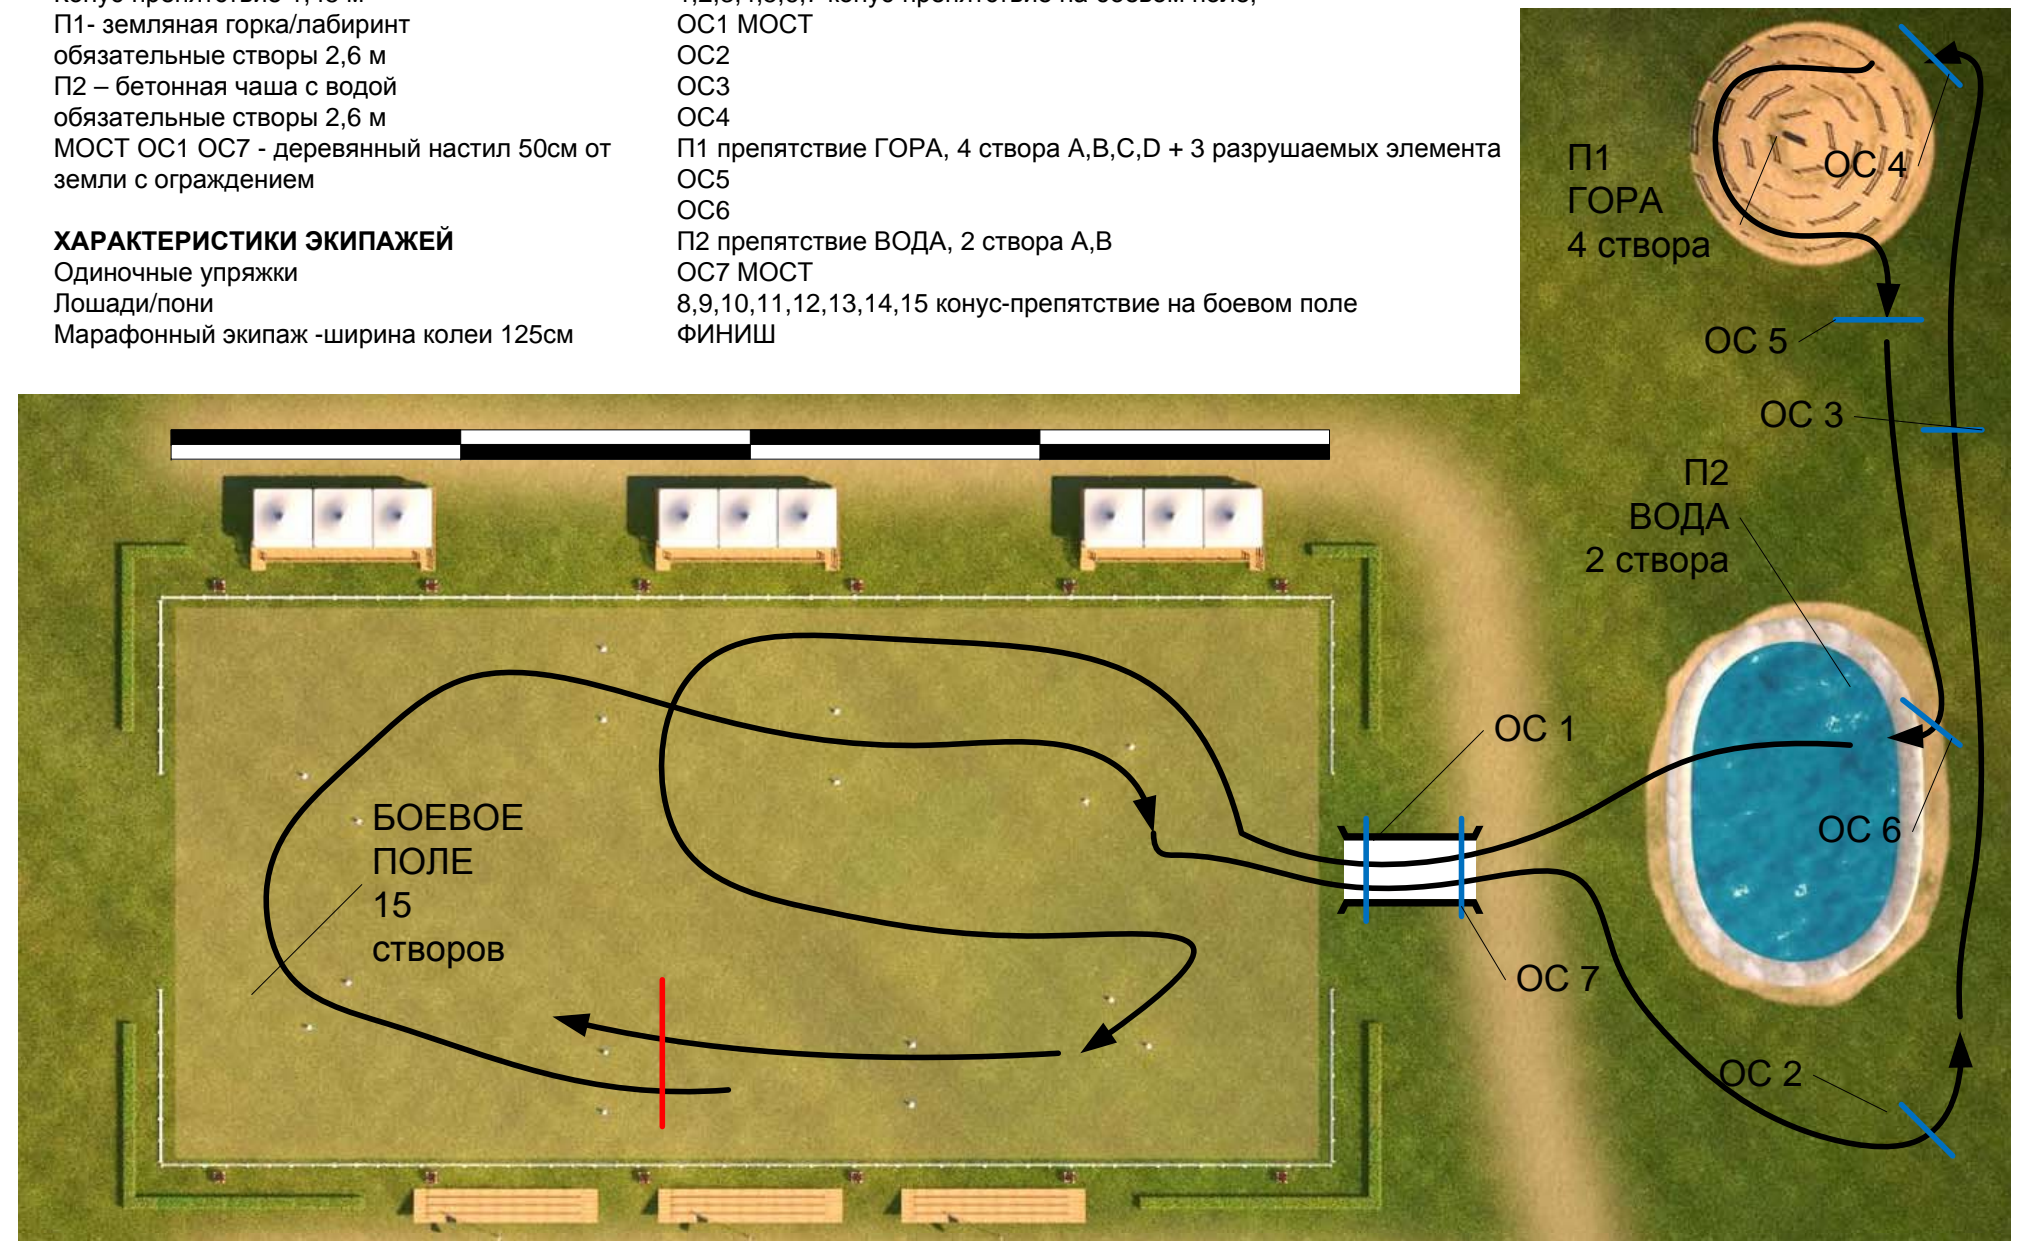 П1- земляная горка/лабиринт
обязательные створы 2,6 м
П2 – бетонная чаша с водой
обязательные створы 2,6 м
МОСТ ОС1 ОС7 - деревянный настил 50см от
земли с ограждением
ХАРАКТЕРИСТИКИ ЭКИПАЖЕЙ
Одиночные упряжки
Лошади/пони
Марафонный экипаж -ширина колеи 125см
ОС1 МОСТ
ОС2
ОС3
ОС4
П1 препятствие ГОРА, 4 створа A,B,C,D + 3 разрушаемых элемента
ОС5
ОС6
П2 препятствие ВОДА, 2 створа А,В
ОС7 МОСТ
8,9,10,11,12,13,14,15 конус-препятствие на боевом поле
ФИНИШ
П1
ГОРА
4 створа
ОС 4
ОС 5
ОС 3
П2
ВОДА
2 створа
ОС 1
БОЕВОЕ
ПОЛЕ
15
створов
ОС 6
ОС 7
ОС 2